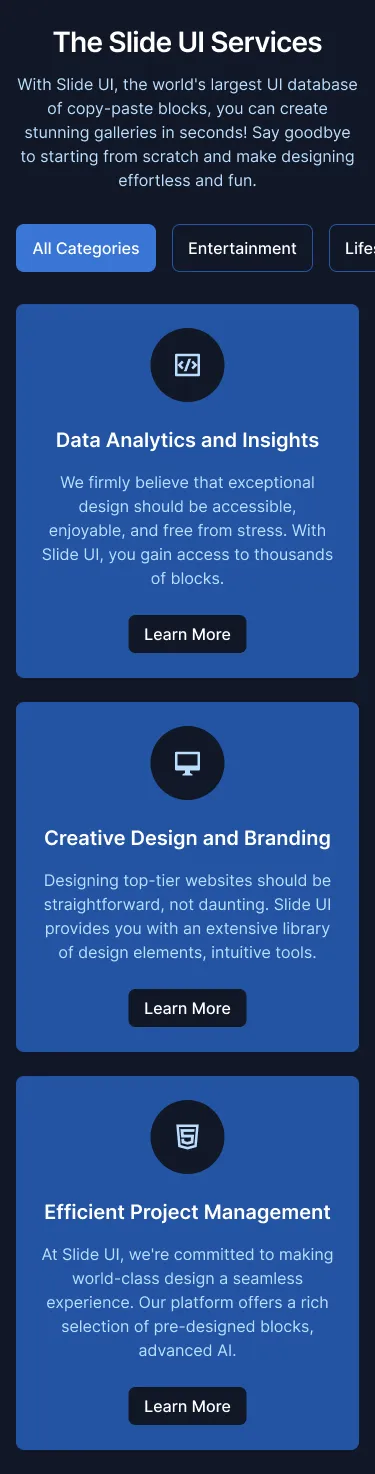 The Slide UI Services
With Slide UI, the world's largest UI database
of copy-paste blocks, you can create
stunning galleries in seconds! Say goodbye
to starting from scratch and make designing
effortless and fun.
All Categories
Entertainment
Data Analytics and Insights
We firmly believe that exceptional
design should be accessible,
enjoyable, and free from stress. With
Slide UI, you gain access to thousands
of blocks.
Learn More
Creative Design and Branding
Designing top-tier websites should be
straightforward, not daunting. Slide UI
provides you with an extensive library
of design elements, intuitive tools.
Learn More
Efficient Project Management
At Slide UI, we're committed to making
world-class design a seamless
experience. Our platform offers a rich
selection of pre-designed blocks,
advanced AI.
Learn More